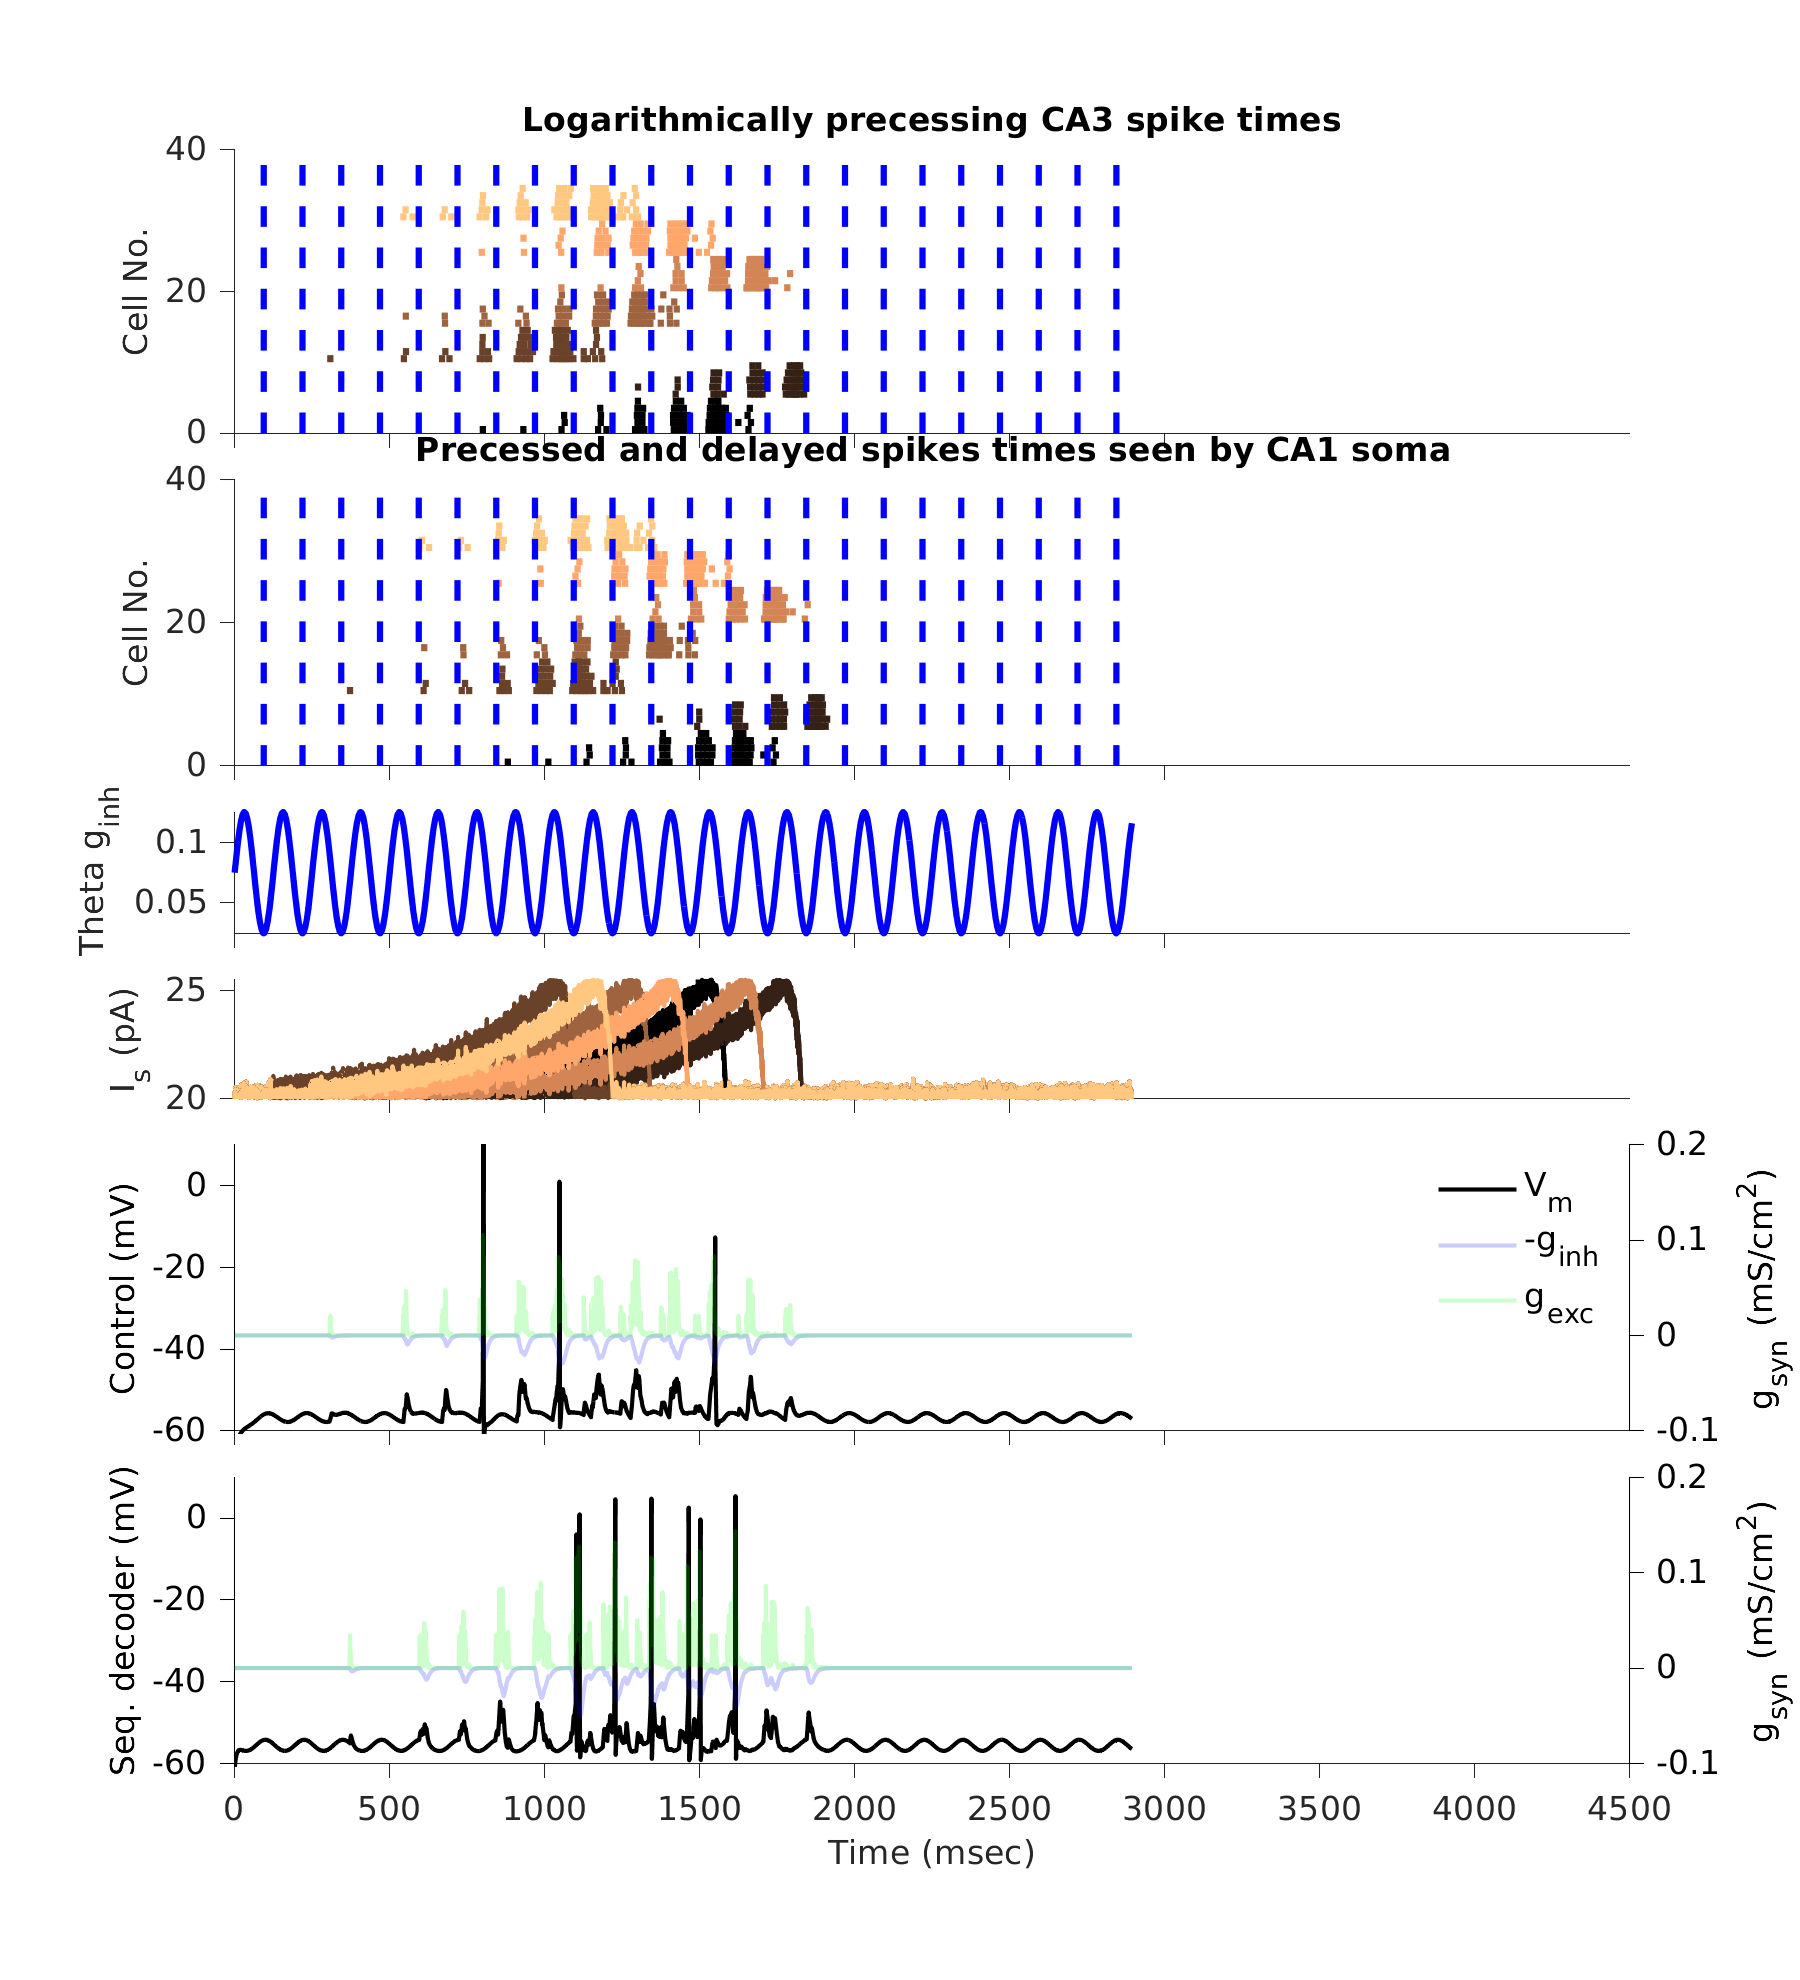 Logarithmically precessing CA3 spike times
40
20
0
Cell No.
Precessed and delayed spikes times seen by CA1 soma
40
20
0
Cell No.
0.1
0.05
Theta g_inh
25
20
I_s (pA)
0
-20
-40
-60
Control (mV)
V_m
-g_inh
g_exc
0.2
0.1
0
-0.1
g_syn (mS/cm^2)
0
-20
-40
-60
Seq. decoder (mV)
0.2
0.1
0
-0.1
g_syn (mS/cm^2)
0 500 1000 1500 2000 2500 3000 3500 4000 4500
Time (msec)